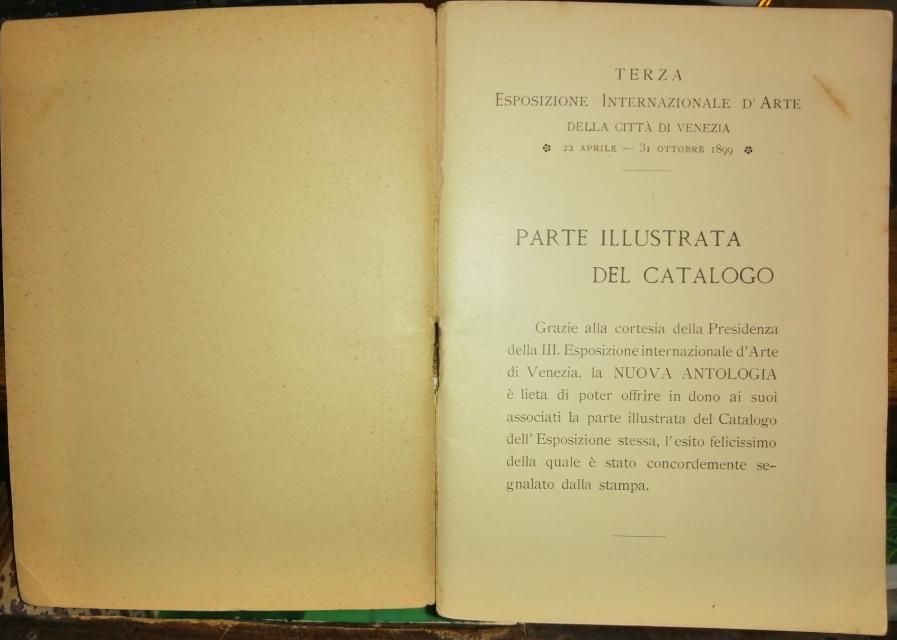 TERZA
ESPOSIZIONE INTERNAZIONALE D'ARTE
DELLA CITTÀ DI VENEZIA
22 APRILE — 31 OTTOBRE 1899
PARTE ILLUSTRATA
DEL CATALOGO
Grazie alla cortesia della Presidenza
della III. Esposizione internazionale d'Arte
di Venezia, la NUOVA ANTOLOGIA
è lieta di poter offrire in dono ai suoi
associati la parte illustrata del Catalogo
dell' Esposizione stessa, l'esito felicissimo
della quale è stato concordemente se-
gnalato dalla stampa.